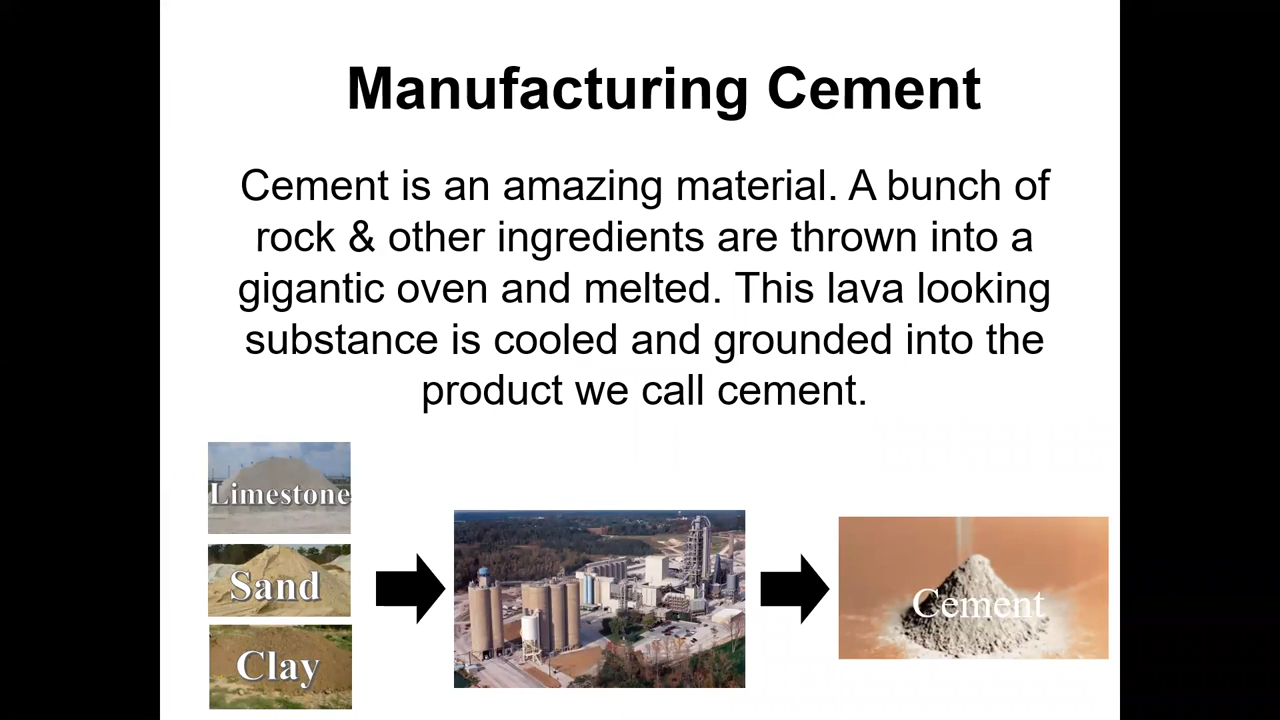 Manufacturing Cement
Cement is an amazing material. A bunch of
rock & other ingredients are thrown into a
gigantic oven and melted. This lava looking
substance is cooled and grounded into the
product we call cement.
Limestone
Sand
Clay
Cement